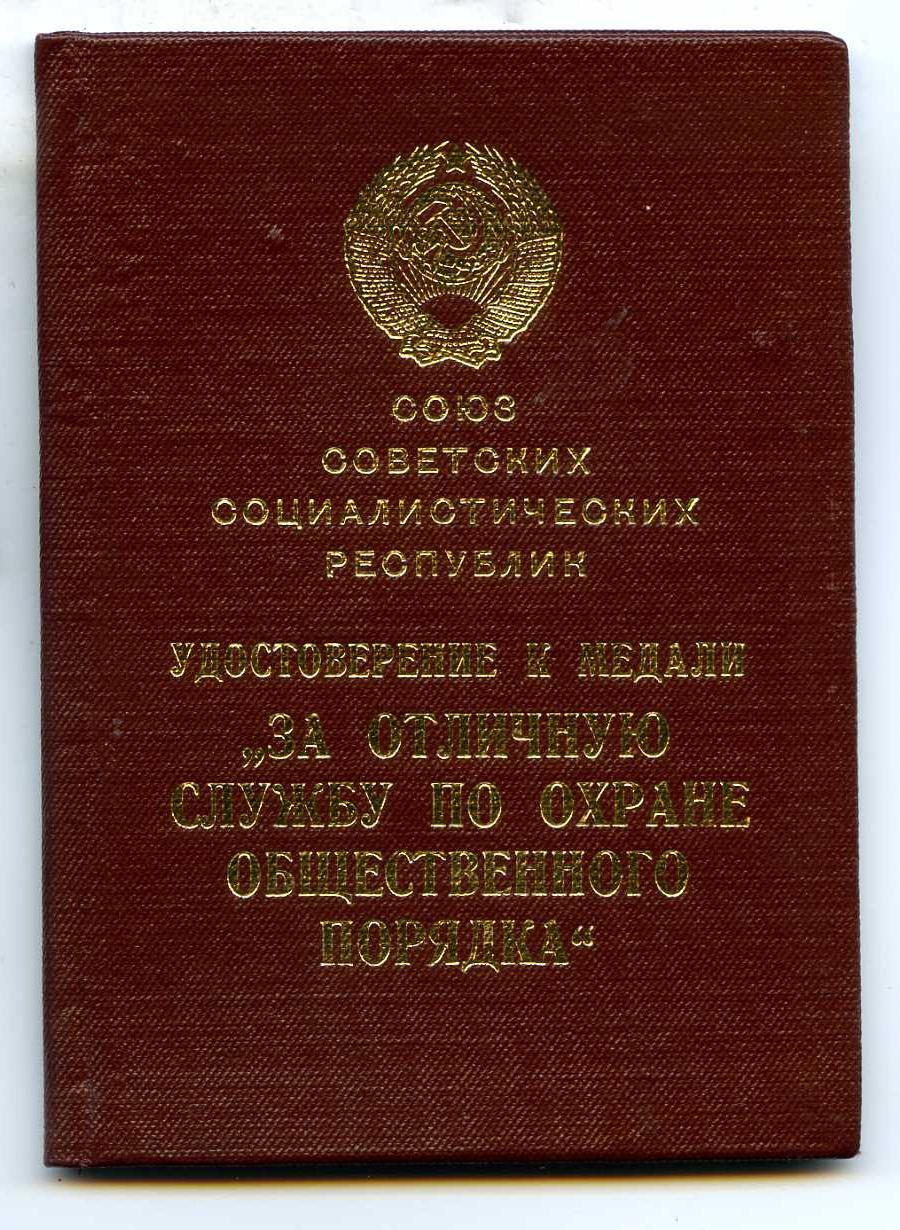 СОЮЗ
СОВЕТСКИХ
СОЦИАЛИСТИЧЕСКИХ
РЕСПУБЛИК
УДОСТОВЕРЕНИЕ К МЕДАЛИ
„ЗА ОТЛИЧНУЮ
СЛУЖБУ ПО ОХРАНЕ
ОБЩЕСТВЕННОГО
ПОРЯДКА“